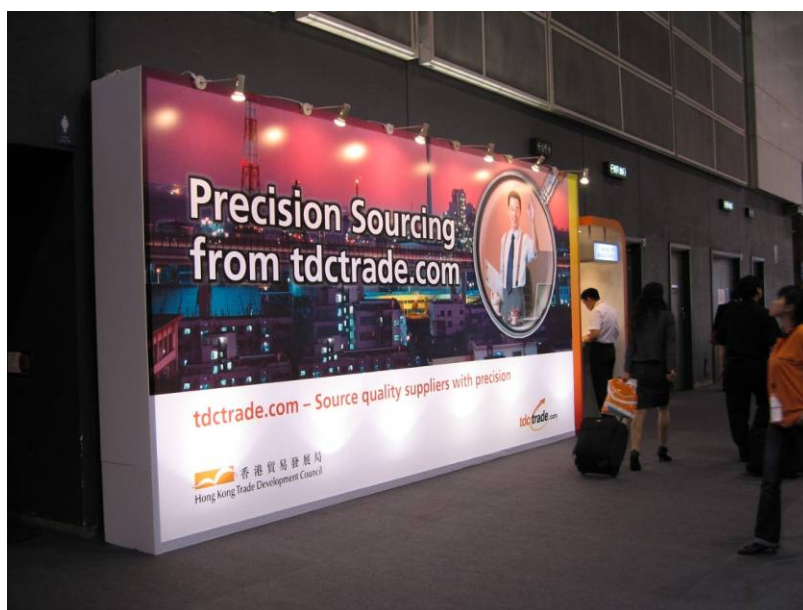 Precision Sourcing
from tdctrade.com
tdctrade.com – Source quality suppliers with precision
tdctrade.com
香港貿易發展局
Hong Kong Trade Development Council